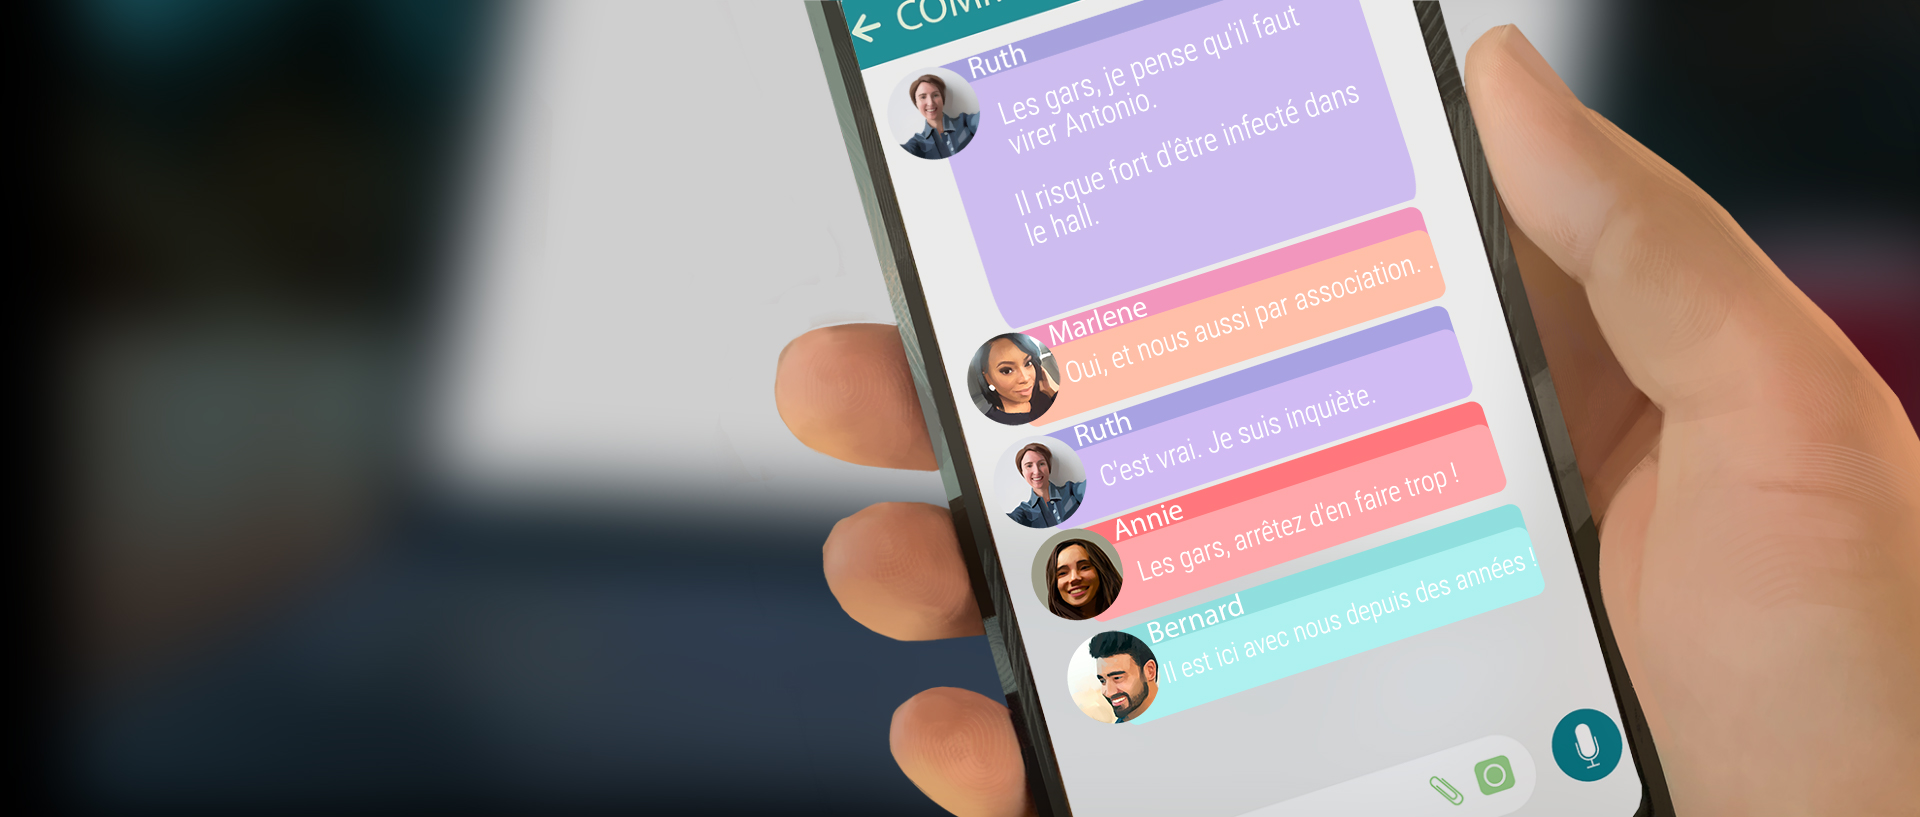 Ruth
Les gars, je pense qu'il faut
virer Antonio.
Il risque fort d'être infecté dans
le hall.
Marlene
Oui, et nous aussi par association. .
Ruth
C'est vrai. Je suis inquiète.
Annie
Les gars, arrêtez d'en faire trop !
Bernard
Il est ici avec nous depuis des années !